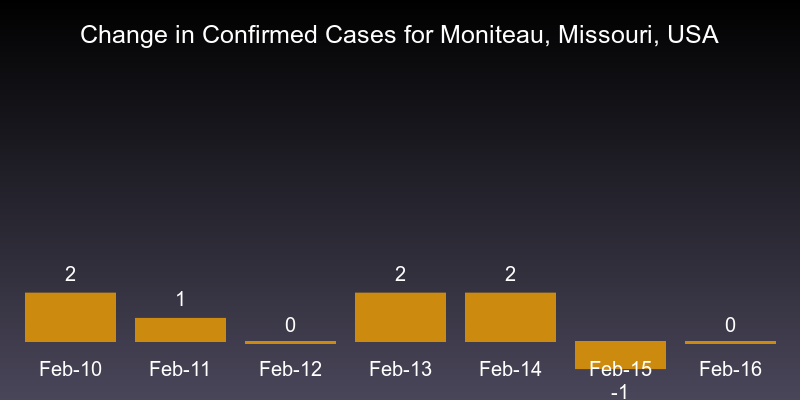 Change in Confirmed Cases for Moniteau, Missouri, USA
2
1
0
2
2
0
Feb-10
Feb-11
Feb-12
Feb-13
Feb-14
Feb-15
Feb-16
-1